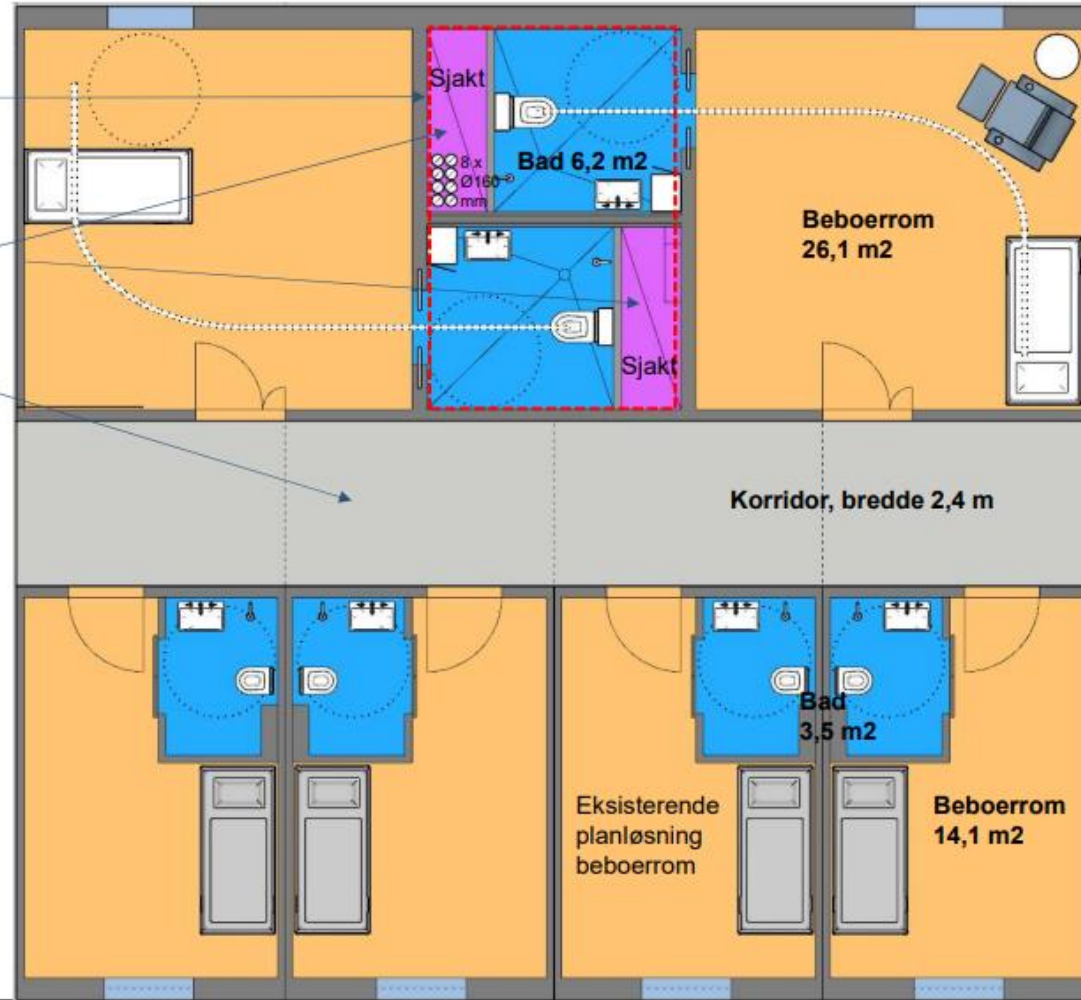 Sjakt
8 x
Ø160
mm
Bad 6,2 m2
Beboerrom
26,1 m2
Sjakt
Korridor, bredde 2,4 m
Bad
3,5 m2
Eksisterende
planløsning
beboerrom
Beboerrom
14,1 m2